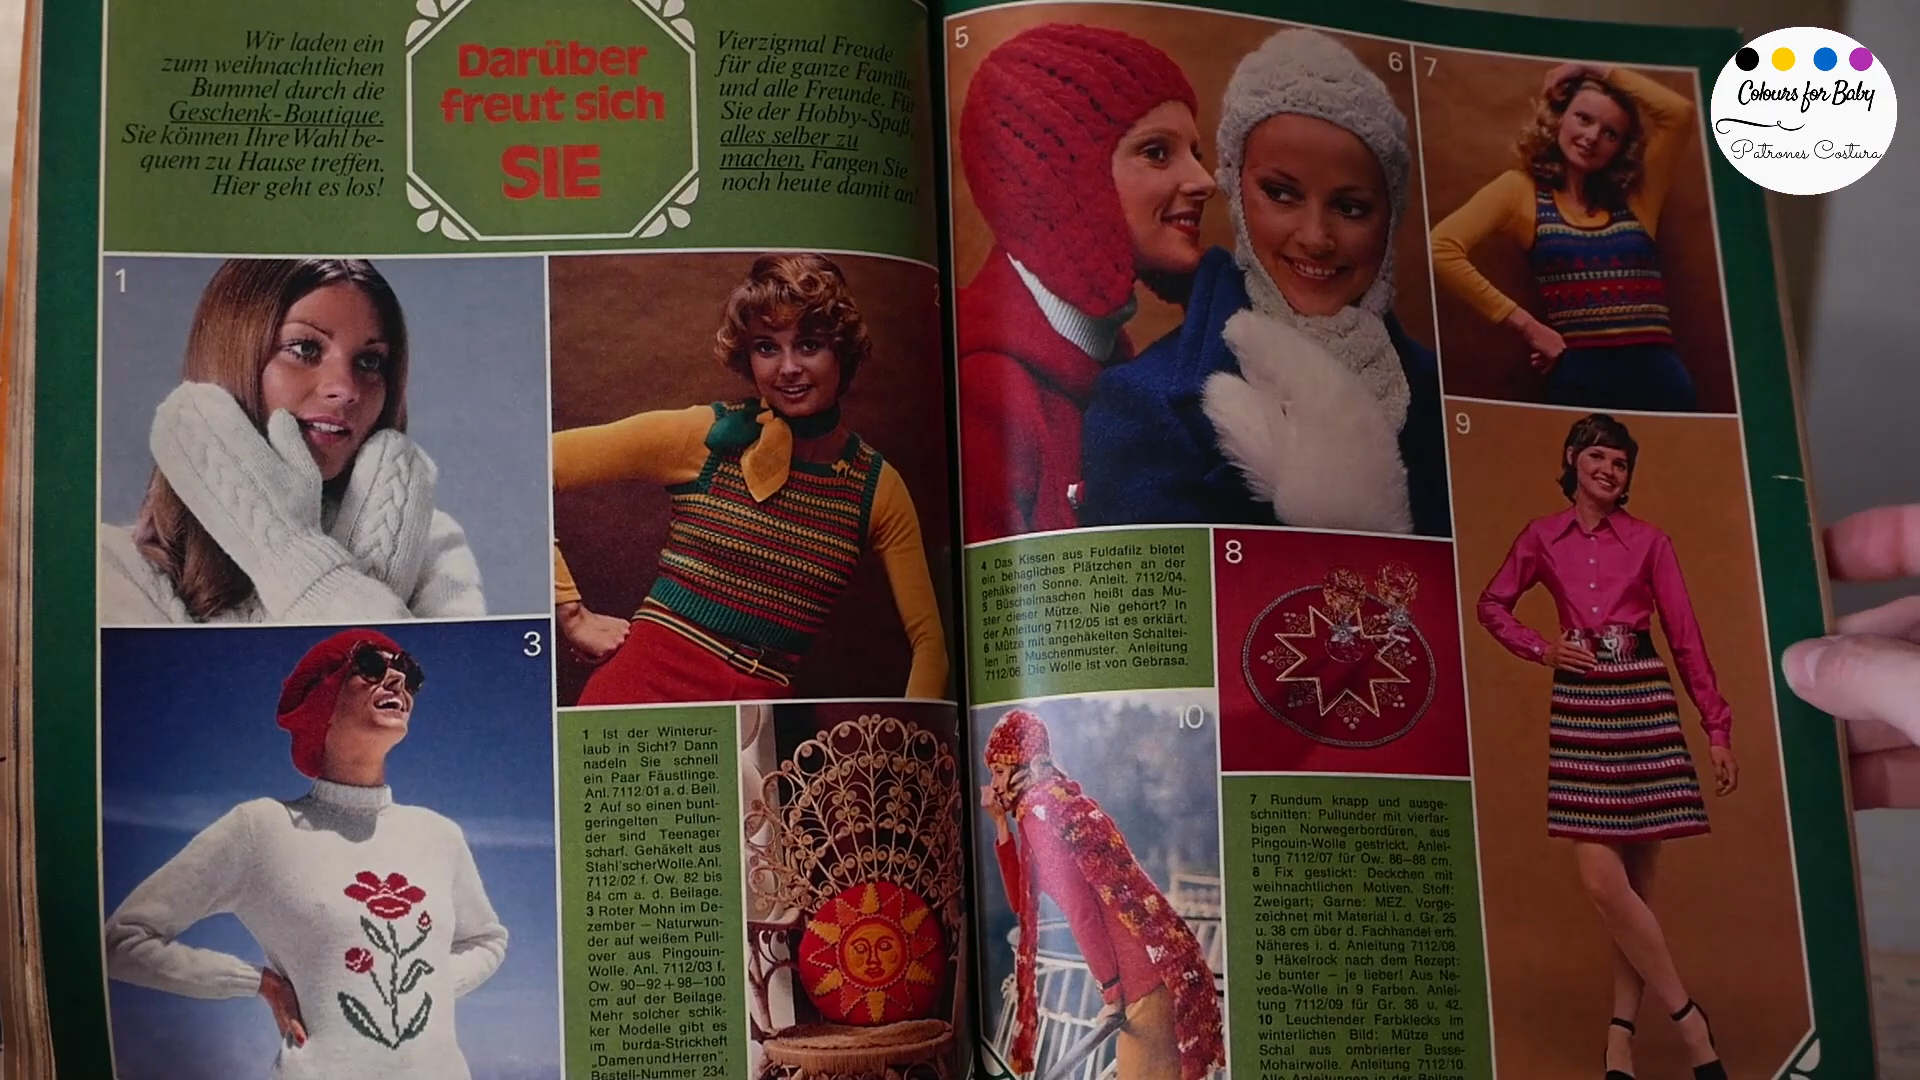 Wir laden ein
zum weihnachtlichen
Bummel durch die
Geschenk-Boutique.
Sie können Ihre Wahl be-
quem zu Hause treffen.
Hier geht es los!
Darüber
freut sich
SIE
Vierzigmal Freude
für die ganze Familie
und alle Freunde. Für
Sie der Hobby-Spaß,
alles selber zu
machen. Fangen Sie
noch heute damit an!
1
3
1 Ist der Winterur-
laub in Sicht? Dann
nadeln Sie schnell
ein Paar Fäustlinge.
Anl. 7112/01 a. d. Beil.
2 Auf so einen bunt-
geringelten Pullun-
der sind Teenager
scharf. Gehäkelt aus
Stahl'scher Wolle. Anl.
7112/02 f. Ow. 82 bis
84 cm a. d. Beilage.
3 Roter Mohn im De-
zember — Naturwun-
der auf weißem Pull-
over aus Pingouin-
Wolle. Anl. 7112/03 f.
Ow. 90–92 + 98–100
cm auf der Beilage.
Mehr solcher schik-
ker Modelle gibt es
im burda-Strickheft
„Damen und Herren",
Bestell-Nummer 234.
5
6
7
4 Das Kissen aus Fuldafilz bietet
ein behagliches Plätzchen an der
gehäkelten Sonne. Anleit. 7112/04.
5 Büschelmaschen heißt das Mu-
ster dieser Mütze. Nie gehört? In
der Anleitung 7112/05 ist es erklärt.
6 Mütze mit angehäkelten Schaltei-
len im Muschenmuster. Anleitung
7112/06. Die Wolle ist von Gebrasa.
8
9
10
7 Rundum knapp und ausge-
schnitten: Pullunder mit vierfar-
bigen Norwegerbordüren, aus
Pingouin-Wolle gestrickt. Anlei-
tung 7112/07 für Ow. 86–88 cm.
8 Fix gestickt: Deckchen mit
weihnachtlichen Motiven. Stoff:
Zweigart; Garne: MEZ. Vorge-
zeichnet mit Material i. d. Gr. 25
u. 38 cm über d. Fachhandel erh.
Näheres i. d. Anleitung 7112/08.
9 Häkelrock nach dem Rezept:
Je bunter — je lieber! Aus Ne-
veda-Wolle in 9 Farben. Anlei-
tung 7112/09 für Gr. 36 u. 42.
10 Leuchtender Farbklecks im
winterlichen Bild: Mütze und
Schal aus ombrierter Busse-
Mohairwolle. Anleitung 7112/10.
Alle Anleitungen in der Beilage
Colours for Baby
Patrones Costura